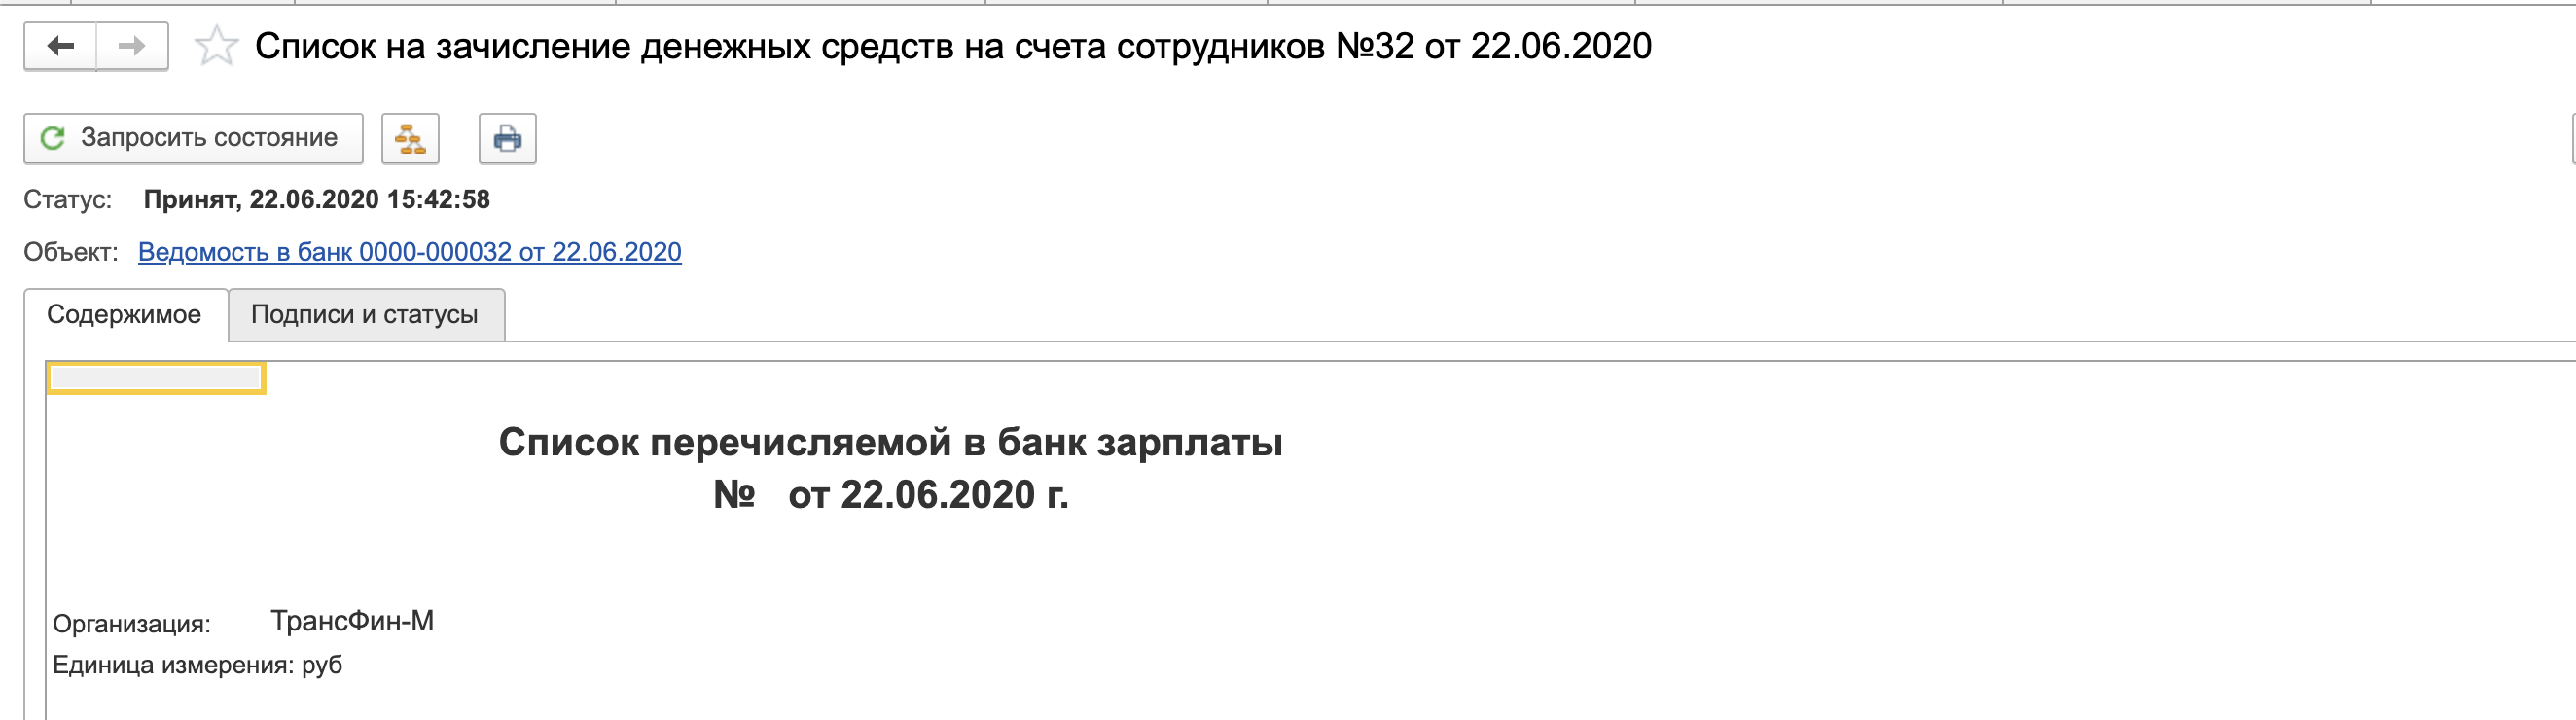 Список на зачисление денежных средств на счета сотрудников №32 от 22.06.2020
Запросить состояние
Статус: Принят, 22.06.2020 15:42:58
Объект: Ведомость в банк 0000-000032 от 22.06.2020
Содержимое Подписи и статусы
Список перечисляемой в банк зарплаты
№ от 22.06.2020 г.
Организация: ТрансФин-М
Единица измерения: руб